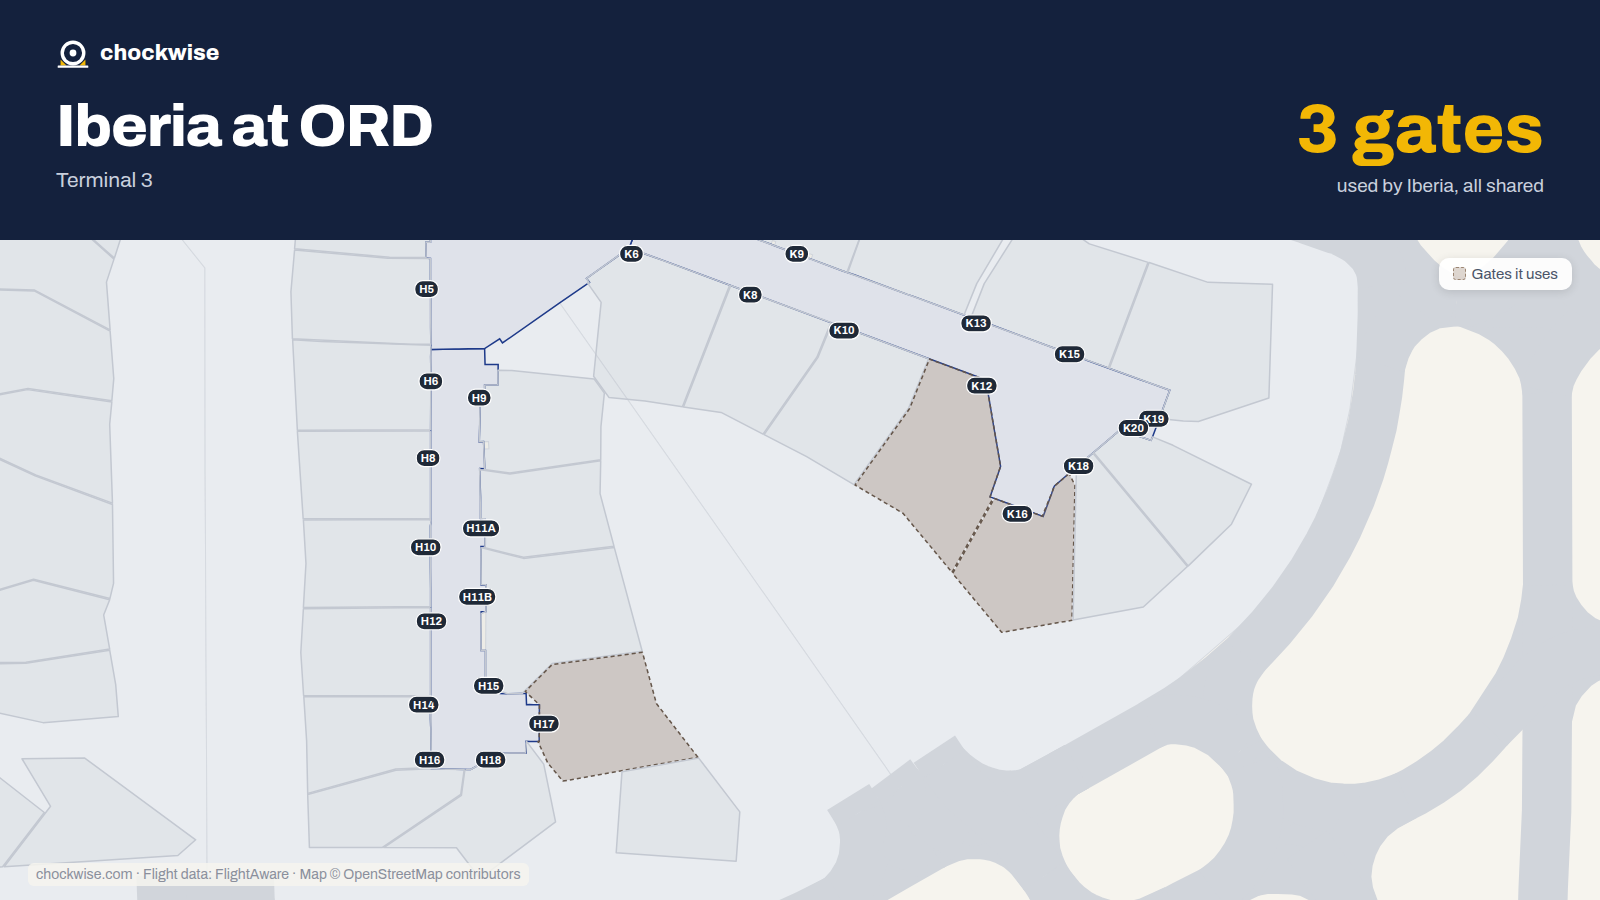 chockwise
Iberia at ORD
Terminal 3
3 gates
used by Iberia, all shared
Gates it uses
K6
K9
H5
K8
K13
K10
K15
H6
K12
H9
K19
K20
H8
K18
K16
H11A
H10
H11B
H12
H15
H14
H17
H16
H18
chockwise.com · Flight data: FlightAware · Map © OpenStreetMap contributors